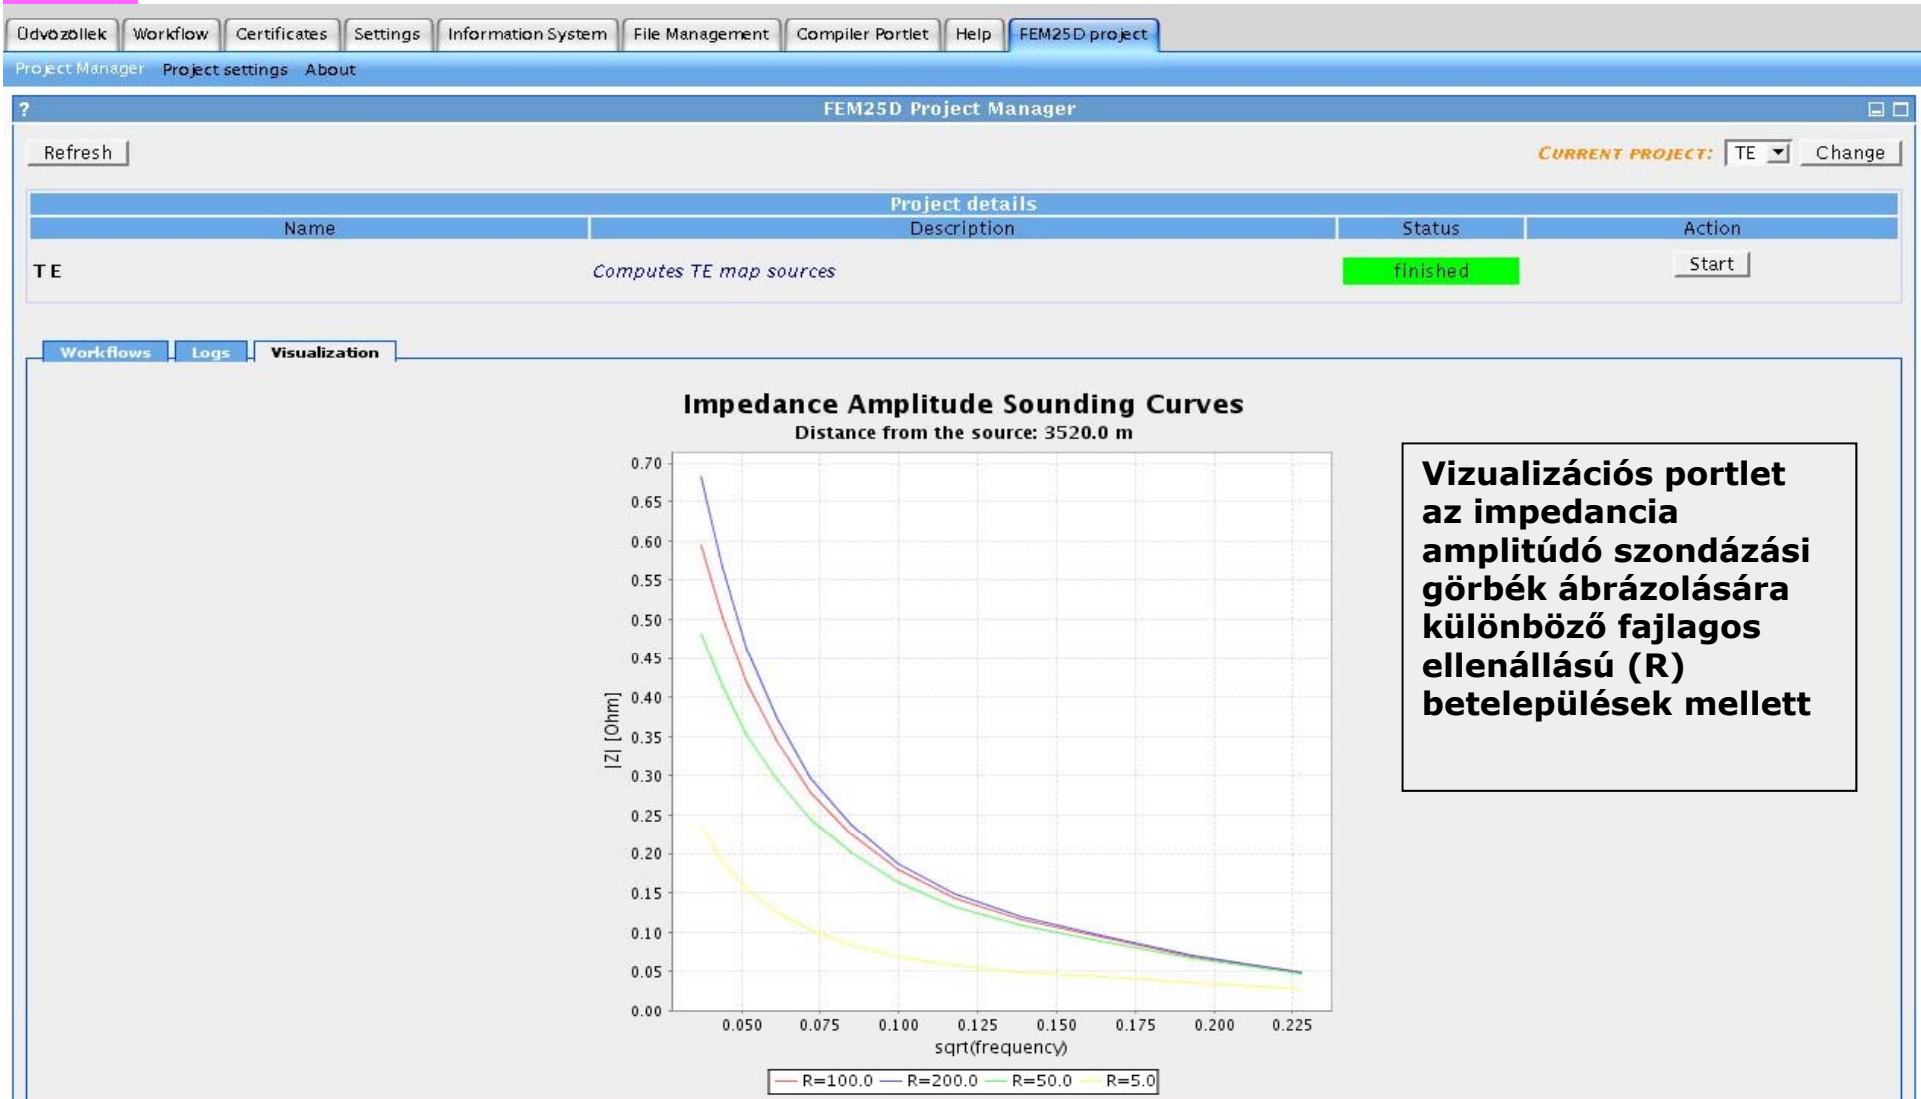 Üdvözöllek Workflow Certificates Settings Information System File Management Compiler Portlet Help FEM25D project
Project Manager Project settings About
? FEM25D Project Manager
Refresh CURRENT PROJECT: TE Change
Project details
Name Description Status Action
TE Computes TE map sources finished Start
Workflows Logs Visualization
Impedance Amplitude Sounding Curves
Distance from the source: 3520.0 m
0.70
0.65
0.60
0.55
0.50
0.45
0.40
0.35
0.30
0.25
0.20
0.15
0.10
0.05
0.00
|Z| [Ohm]
0.050 0.075 0.100 0.125 0.150 0.175 0.200 0.225
sqrt(frequency)
R=100.0 R=200.0 R=50.0 R=5.0
Vizualizációs portlet
az impedancia
amplitúdó szondázási
görbék ábrázolására
különböző fajlagos
ellenállású (R)
betelepülések mellett